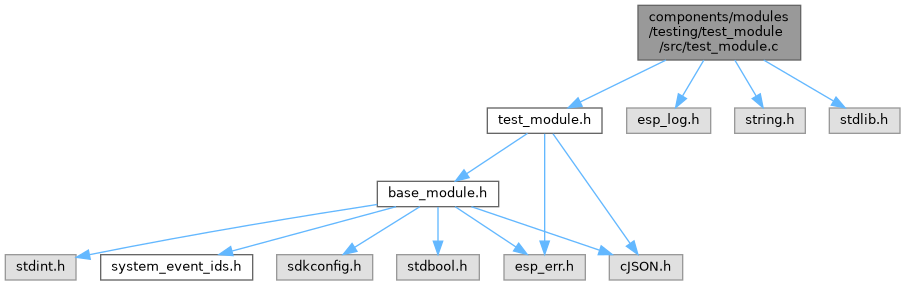 components/modules
/testing/test_module
/src/test_module.c
test_module.h
esp_log.h
string.h
stdlib.h
base_module.h
stdint.h
system_event_ids.h
sdkconfig.h
stdbool.h
esp_err.h
cJSON.h